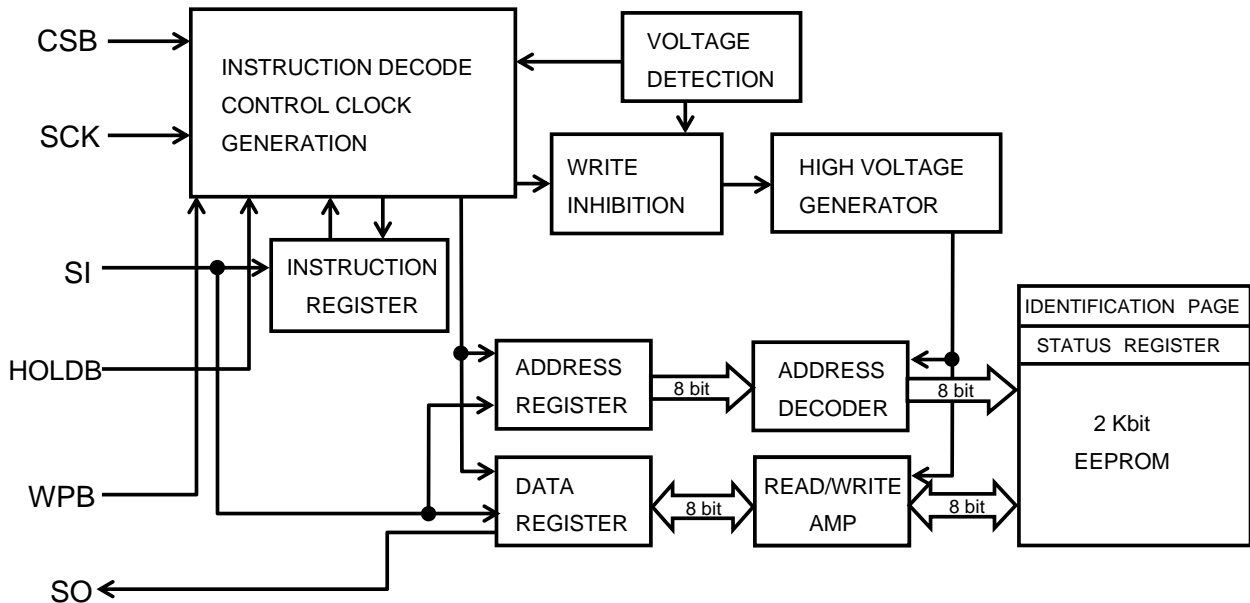 CSB
SCK
SI
HOLDB
WPB
SO
INSTRUCTION DECODE
CONTROL CLOCK
GENERATION
VOLTAGE
DETECTION
WRITE
INHIBITION
HIGH VOLTAGE
GENERATOR
INSTRUCTION
REGISTER
ADDRESS
REGISTER
8 bit
ADDRESS
DECODER
8 bit
DATA
REGISTER
8 bit
READ/WRITE
AMP
8 bit
IDENTIFICATION PAGE
STATUS REGISTER
2 Kbit
EEPROM